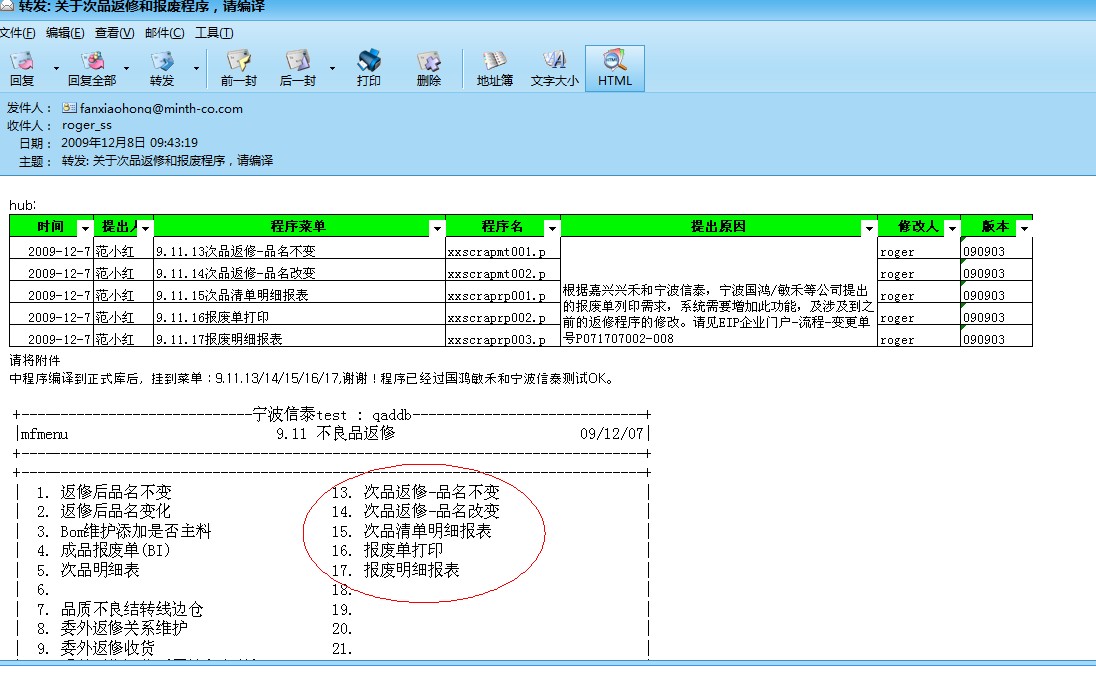 转发: 关于次品返修和报废程序，请编译
文件(F) 编辑(E) 查看(V) 邮件(C) 工具(T)
回复 回复全部 转发 前一封 后一封 打印 删除 地址簿 文字大小 HTML
发件人： fanxiaohong@minth-co.com
收件人： roger_ss
日期： 2009年12月8日 09:43:19
主题： 转发: 关于次品返修和报废程序，请编译
hub:
时间 提出人 程序菜单 程序名 提出原因 修改人 版本
2009-12-7 范小红 9.11.13次品返修-品名不变 xxscrapmt001.p roger 090903
2009-12-7 范小红 9.11.14次品返修-品名改变 xxscrapmt002.p roger 090903
2009-12-7 范小红 9.11.15次品清单明细报表 xxscraprp001.p roger 090903
2009-12-7 范小红 9.11.16报废单打印 xxscraprp002.p roger 090903
2009-12-7 范小红 9.11.17报废明细报表 xxscraprp003.p roger 090903
根据嘉兴兴禾和宁波信泰，宁波国鸿/敏禾等公司提出
的报废单列印需求，系统需要增加此功能，及涉及到之
前的返修程序的修改。请见EIP企业门户-流程-变更单
号P071707002-008
请将附件
中程序编译到正式库后，挂到菜单：9.11.13/14/15/16/17,谢谢！程序已经过国鸿敏禾和宁波信泰测试OK。
+-----------------------------宁波信泰test : qaddb-----------------------------+
|mfmenu 9.11 不良品返修 09/12/07|
+------------------------------------------------------------------------------+
+------------------------------------------------------------------------------+
| 1. 返修后品名不变 13. 次品返修-品名不变 |
| 2. 返修后品名变化 14. 次品返修-品名改变 |
| 3. Bom维护添加是否主料 15. 次品清单明细报表 |
| 4. 成品报废单(BI) 16. 报废单打印 |
| 5. 次品明细表 17. 报废明细报表 |
| 6. 18. |
| 7. 品质不良结转线边仓 19. |
| 8. 委外返修关系维护 20. |
| 9. 委外返修收货 21. |